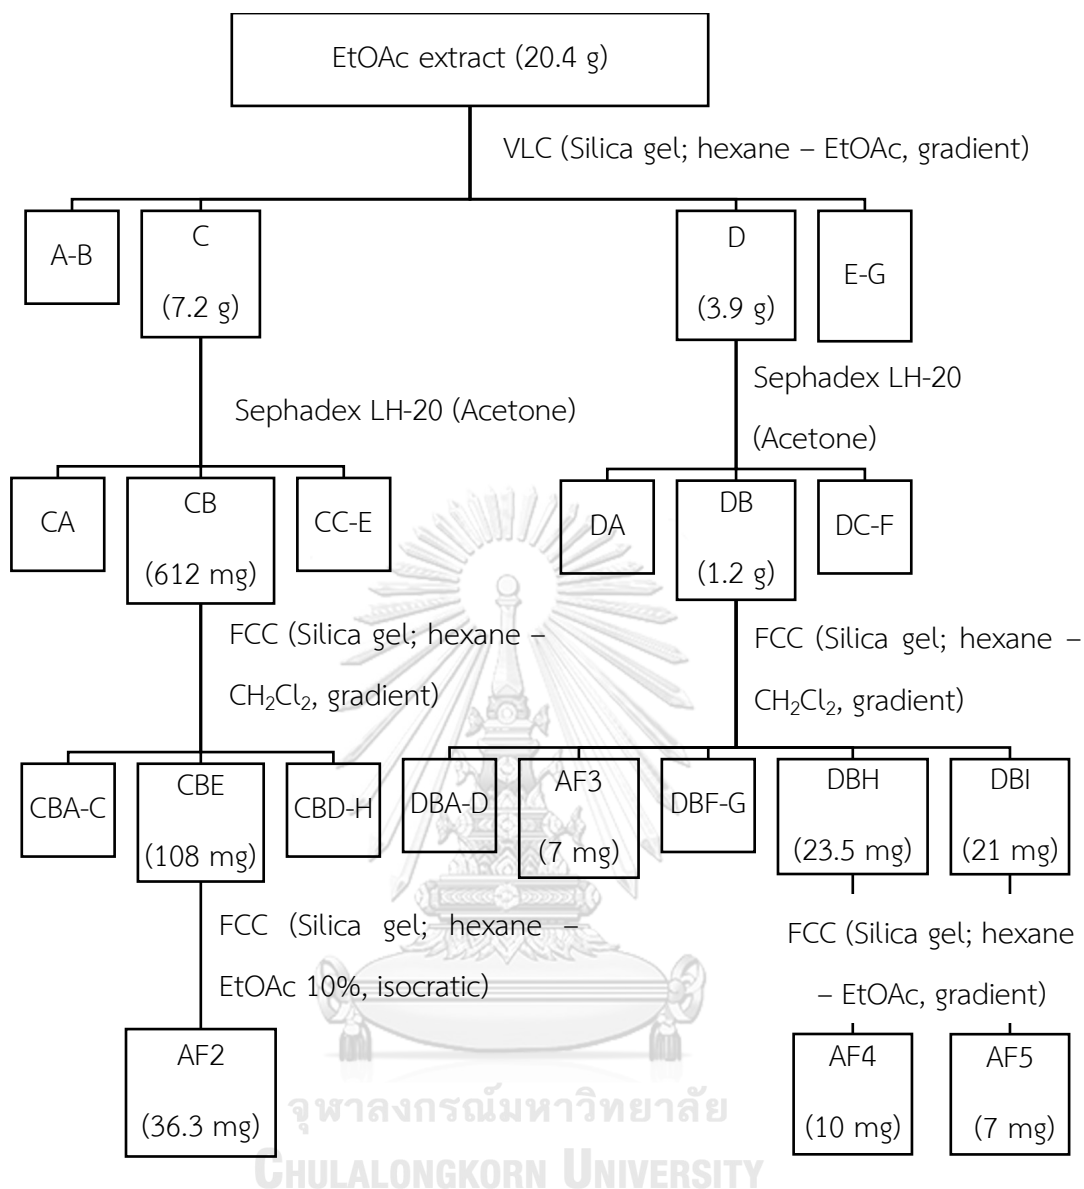 EtOAc extract (20.4 g)
VLC (Silica gel; hexane – EtOAc, gradient)
A-B
C
(7.2 g)
D
(3.9 g)
E-G
Sephadex LH-20 (Acetone)
Sephadex LH-20
(Acetone)
CA
CB
(612 mg)
CC-E
DA
DB
(1.2 g)
DC-F
FCC (Silica gel; hexane –
CH₂Cl₂, gradient)
FCC (Silica gel; hexane –
CH₂Cl₂, gradient)
CBA-C
CBE
(108 mg)
CBD-H
DBA-D
AF3
(7 mg)
DBF-G
DBH
(23.5 mg)
DBI
(21 mg)
FCC (Silica gel; hexane –
EtOAc 10%, isocratic)
FCC (Silica gel; hexane
– EtOAc, gradient)
AF2
(36.3 mg)
AF4
(10 mg)
AF5
(7 mg)
จุฬาลงกรณ์มหาวิทยาลัย
CHULALONGKORN UNIVERSITY